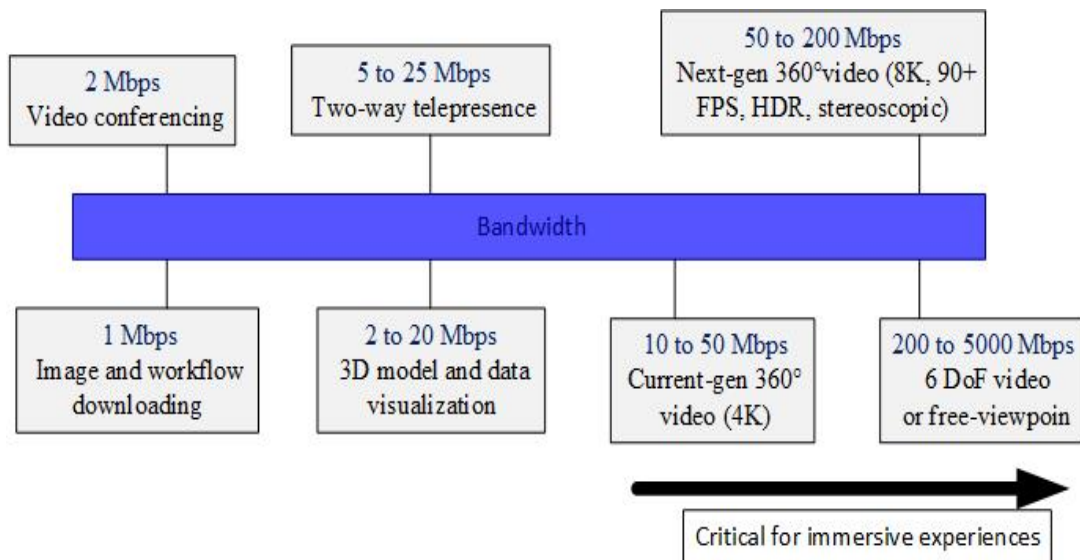 2 Mbps
Video conferencing
5 to 25 Mbps
Two-way telepresence
50 to 200 Mbps
Next-gen 360°video (8K, 90+
FPS, HDR, stereoscopic)
Bandwidth
1 Mbps
Image and workflow
downloading
2 to 20 Mbps
3D model and data
visualization
10 to 50 Mbps
Current-gen 360°
video (4K)
200 to 5000 Mbps
6 DoF video
or free-viewpoin
Critical for immersive experiences